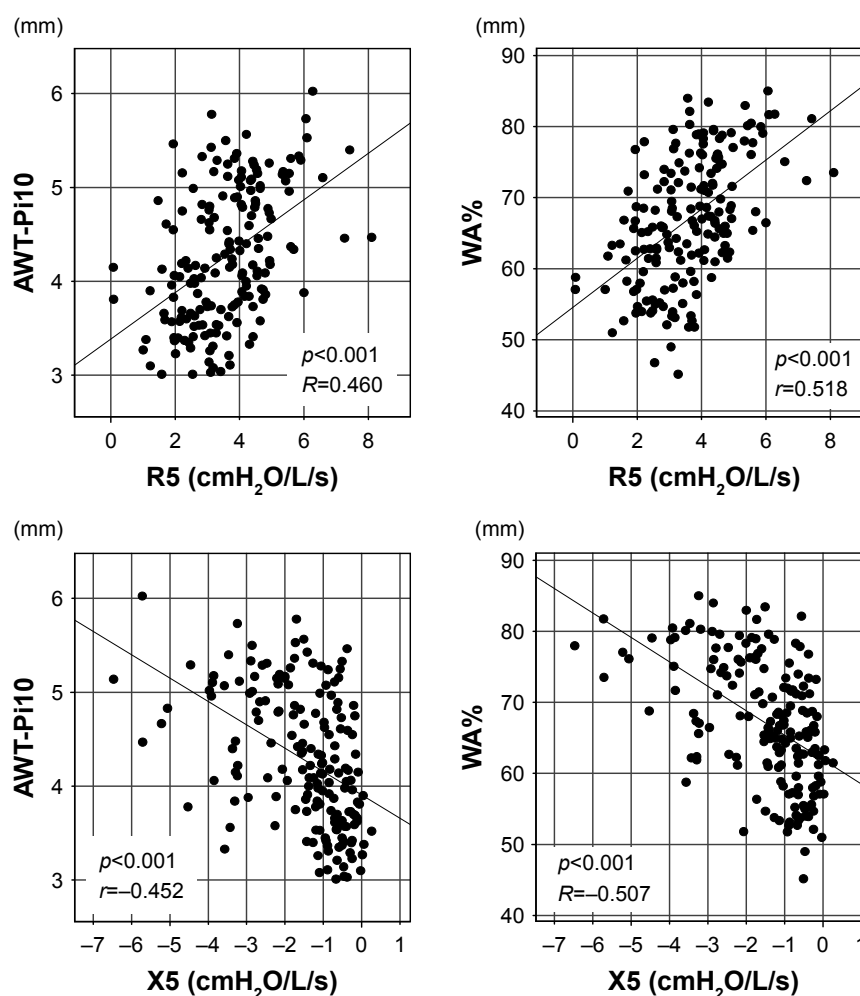 (mm)
AWT-Pi10
6
5
4
3
p<0.001
R=0.460
0 2 4 6 8
R5 (cmH₂O/L/s)
(mm)
WA%
90
80
70
60
50
40
p<0.001
r=0.518
0 2 4 6 8
R5 (cmH₂O/L/s)
(mm)
AWT-Pi10
6
5
4
3
p<0.001
r=–0.452
–7 –6 –5 –4 –3 –2 –1 0 1
X5 (cmH₂O/L/s)
(mm)
WA%
90
80
70
60
50
40
p<0.001
R=–0.507
–7 –6 –5 –4 –3 –2 –1 0 1
X5 (cmH₂O/L/s)